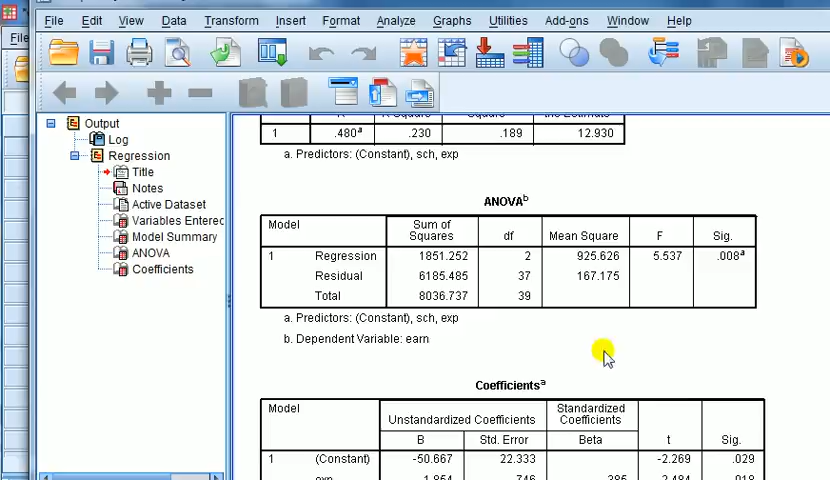 File
File Edit View Data Transform Insert Format Analyze Graphs Utilities Add-ons Window Help
Output
Log
Regression
Title
Notes
Active Dataset
Variables Enterec
Model Summary
ANOVA
Coefficients
1 .480a .230 .189 12.930
a. Predictors: (Constant), sch, exp
ANOVAb
Model Sum of Squares df Mean Square F Sig.
1 Regression 1851.252 2 925.626 5.537 .008a
Residual 6185.485 37 167.175
Total 8036.737 39
a. Predictors: (Constant), sch, exp
b. Dependent Variable: earn
Coefficientsa
Model Unstandardized Coefficients Standardized Coefficients
B Std. Error Beta t Sig.
1 (Constant) -50.667 22.333 -2.269 .029